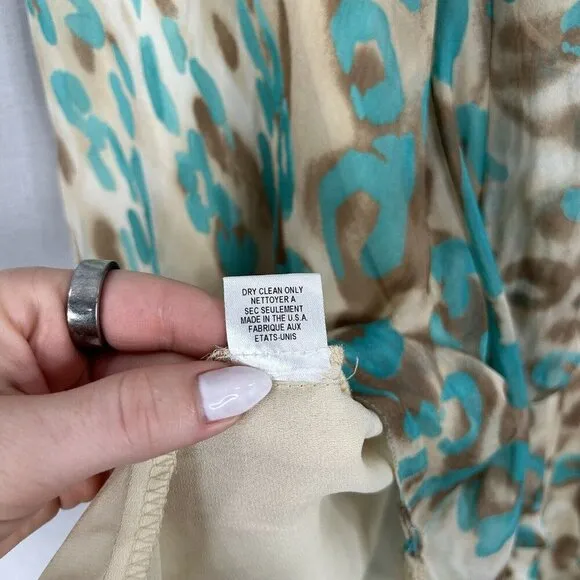 DRY CLEAN ONLY
NETTOYER A
SEC SEULEMENT
MADE IN THE U.S.A.
FABRIQUE AUX
ETATS-UNIS